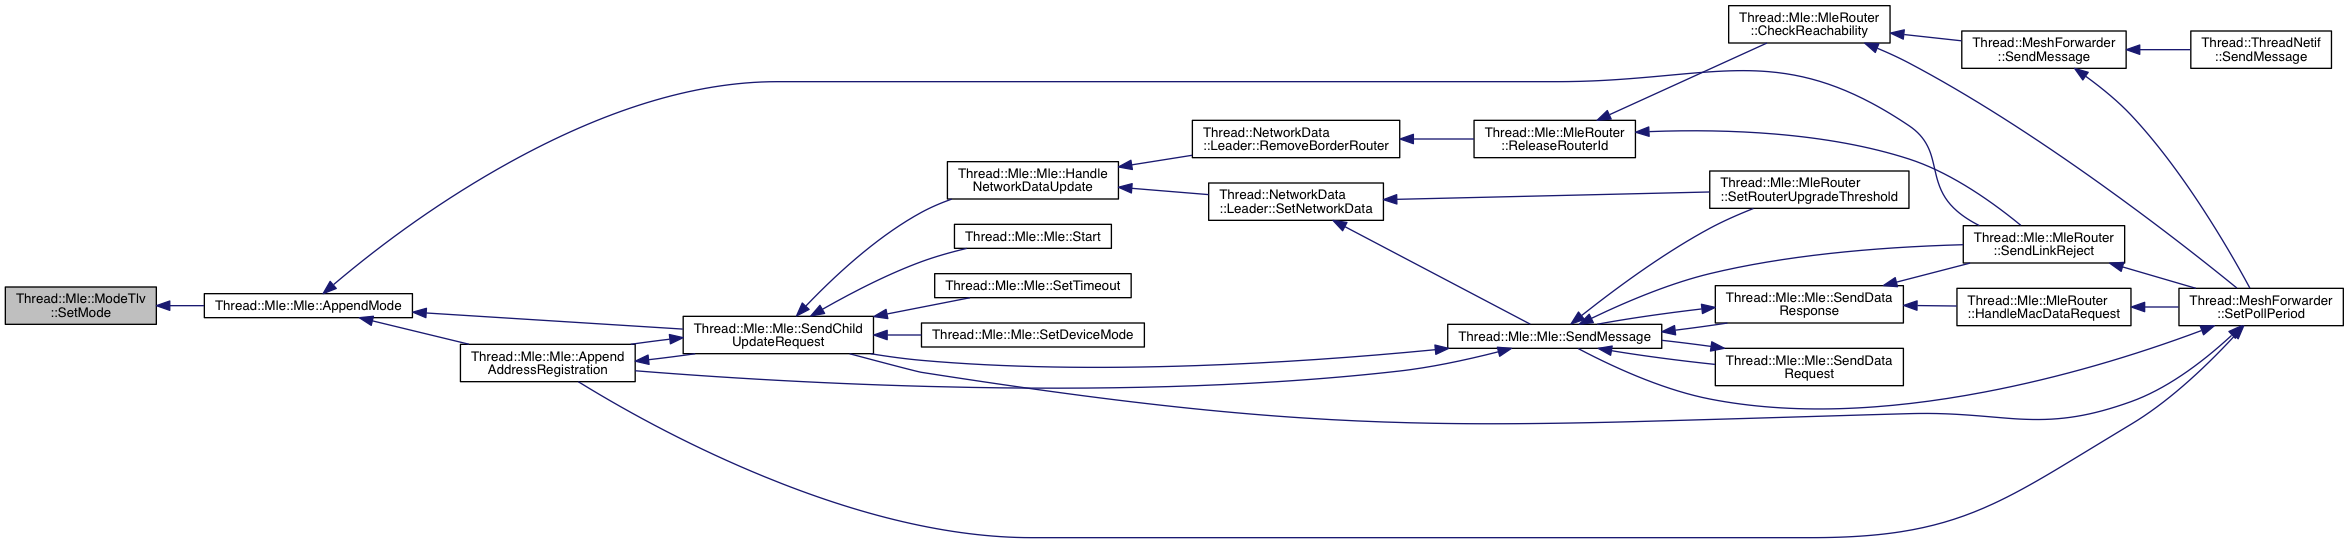 Thread::Mle::ModeTlv
::SetMode
Thread::Mle::Mle::AppendMode
Thread::Mle::Mle::Append
AddressRegistration
Thread::Mle::Mle::SendChild
UpdateRequest
Thread::Mle::Mle::Handle
NetworkDataUpdate
Thread::Mle::Mle::Start
Thread::Mle::Mle::SetTimeout
Thread::Mle::Mle::SetDeviceMode
Thread::NetworkData
::Leader::RemoveBorderRouter
Thread::NetworkData
::Leader::SetNetworkData
Thread::Mle::MleRouter
::ReleaseRouterId
Thread::Mle::Mle::SendMessage
Thread::Mle::MleRouter
::CheckReachability
Thread::Mle::MleRouter
::SetRouterUpgradeThreshold
Thread::Mle::Mle::SendData
Response
Thread::Mle::Mle::SendData
Request
Thread::MeshForwarder
::SendMessage
Thread::Mle::MleRouter
::SendLinkReject
Thread::Mle::MleRouter
::HandleMacDataRequest
Thread::ThreadNetif
::SendMessage
Thread::MeshForwarder
::SetPollPeriod